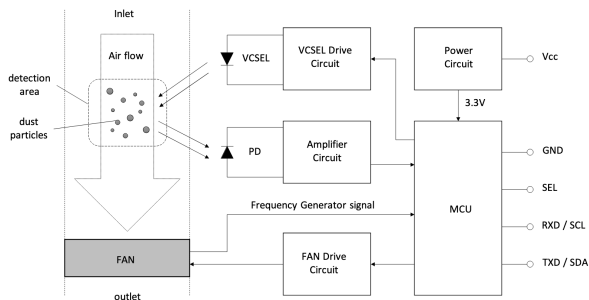 Inlet
Air flow
detection
area
dust
particles
VCSEL
VCSEL Drive
Circuit
Power
Circuit
Vcc
3.3V
PD
Amplifier
Circuit
MCU
GND
SEL
RXD / SCL
TXD / SDA
Frequency Generator signal
FAN
FAN Drive
Circuit
outlet